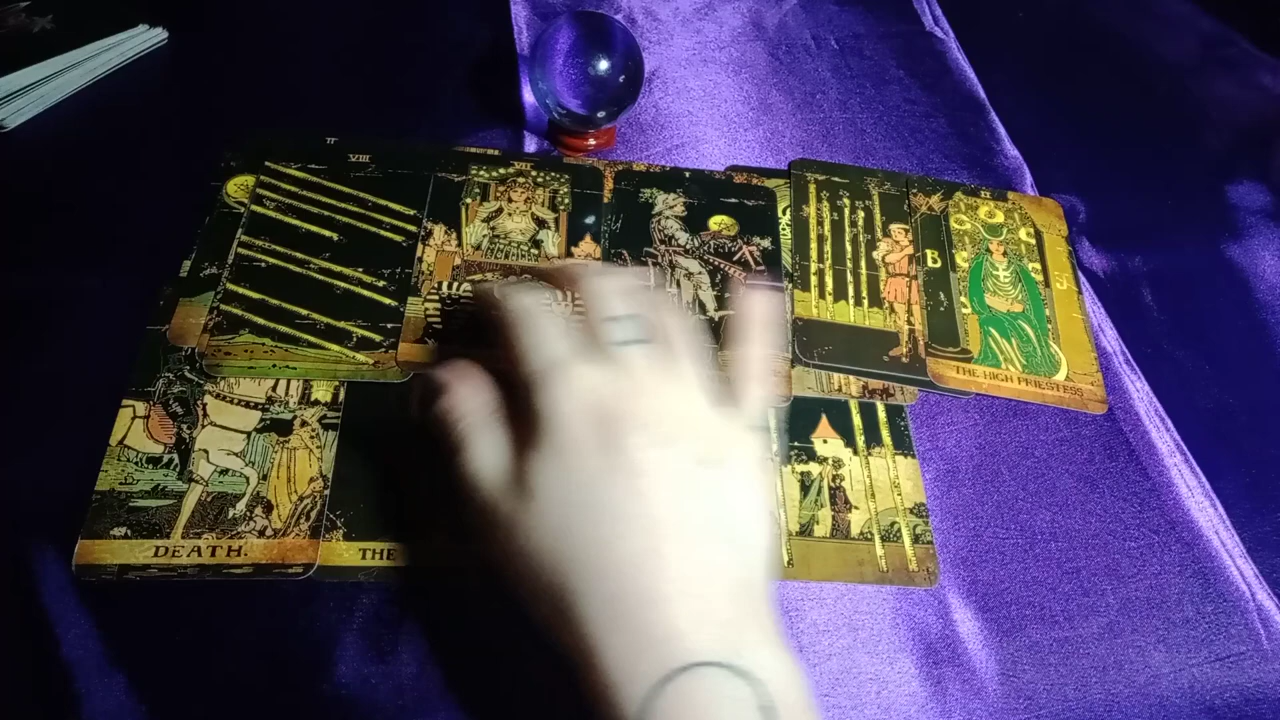 VIII
VII
B
THE HIGH PRIESTESS
DEATH.
THE